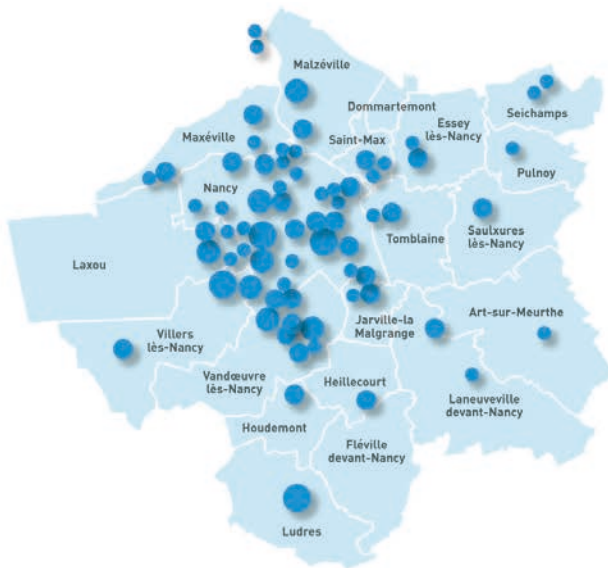 Malzéville
Dommartemont
Seichamps
Essey
lès-Nancy
Maxéville
Saint-Max
Pulnoy
Nancy
Saulxures
lès-Nancy
Tomblaine
Laxou
Art-sur-Meurthe
Jarville-la
Malgrange
Villers
lès-Nancy
Vandœuvre
lès-Nancy
Heillecourt
Laneuveville
devant-Nancy
Houdemont
Fléville
devant-Nancy
Ludres